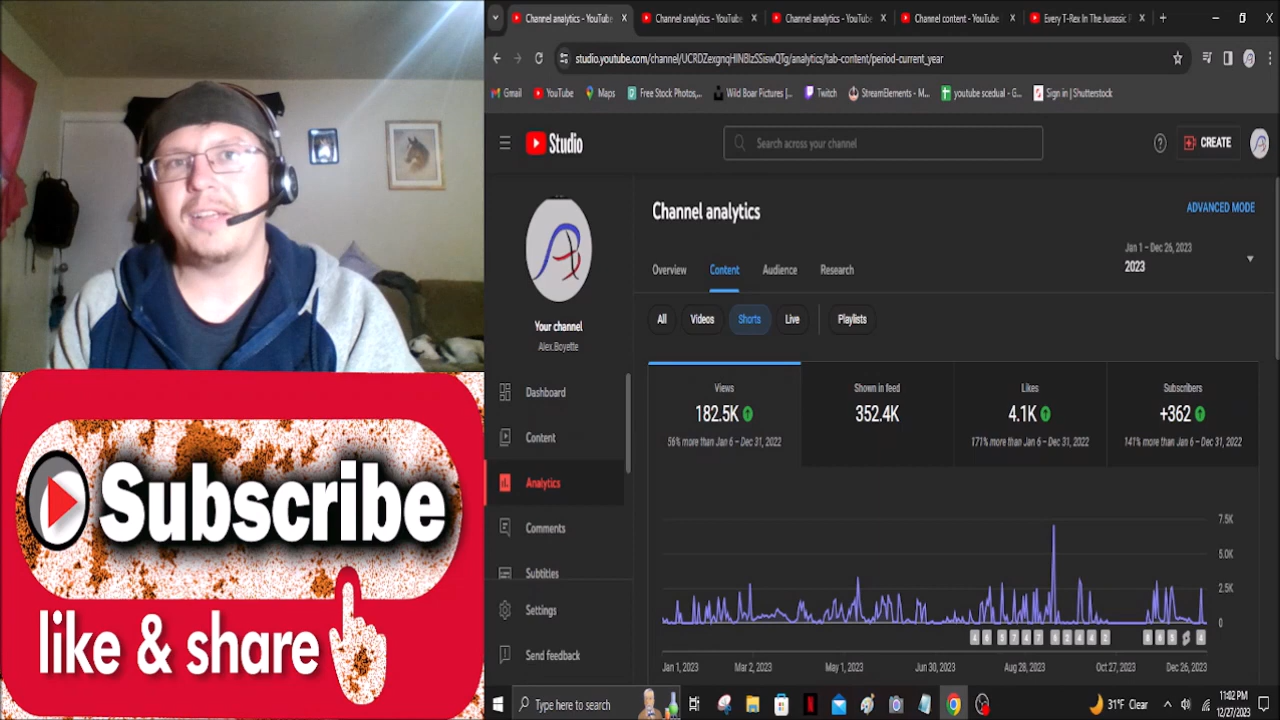 Channel analytics - YouTube
Channel analytics - YouTube
Channel analytics - YouTube
Channel content - YouTube
Every T-Rex In The Jurassic
studio.youtube.com/channel/
/analytics/tab-content/period-current_year
Gmail
YouTube
Maps
Free Stock Photos,...
Wild Boar Pictures |...
Twitch
StreamElements - M...
youtube scedual - G...
Sign in | Shutterstock
Studio
Search across your channel
CREATE
Channel analytics
ADVANCED MODE
Jan 1 – Dec 26, 2023
2023
Overview
Content
Audience
Research
All
Videos
Shorts
Live
Playlists
Your channel
Alex.Boyette
Dashboard
Content
Analytics
Comments
Subtitles
Settings
Send feedback
Views
182.5K
56% more than Jan 6 – Dec 31, 2022
Shown in feed
352.4K
Likes
4.1K
171% more than Jan 6 – Dec 31, 2022
Subscribers
+362
141% more than Jan 6 – Dec 31, 2022
7.5K
5.0K
2.5K
0
Jan 1, 2023
Mar 2, 2023
May 1, 2023
Jun 30, 2023
Aug 28, 2023
Oct 27, 2023
Dec 26, 2023
Subscribe
like & share
Type here to search
31°F Clear
11:02 PM
12/27/2023